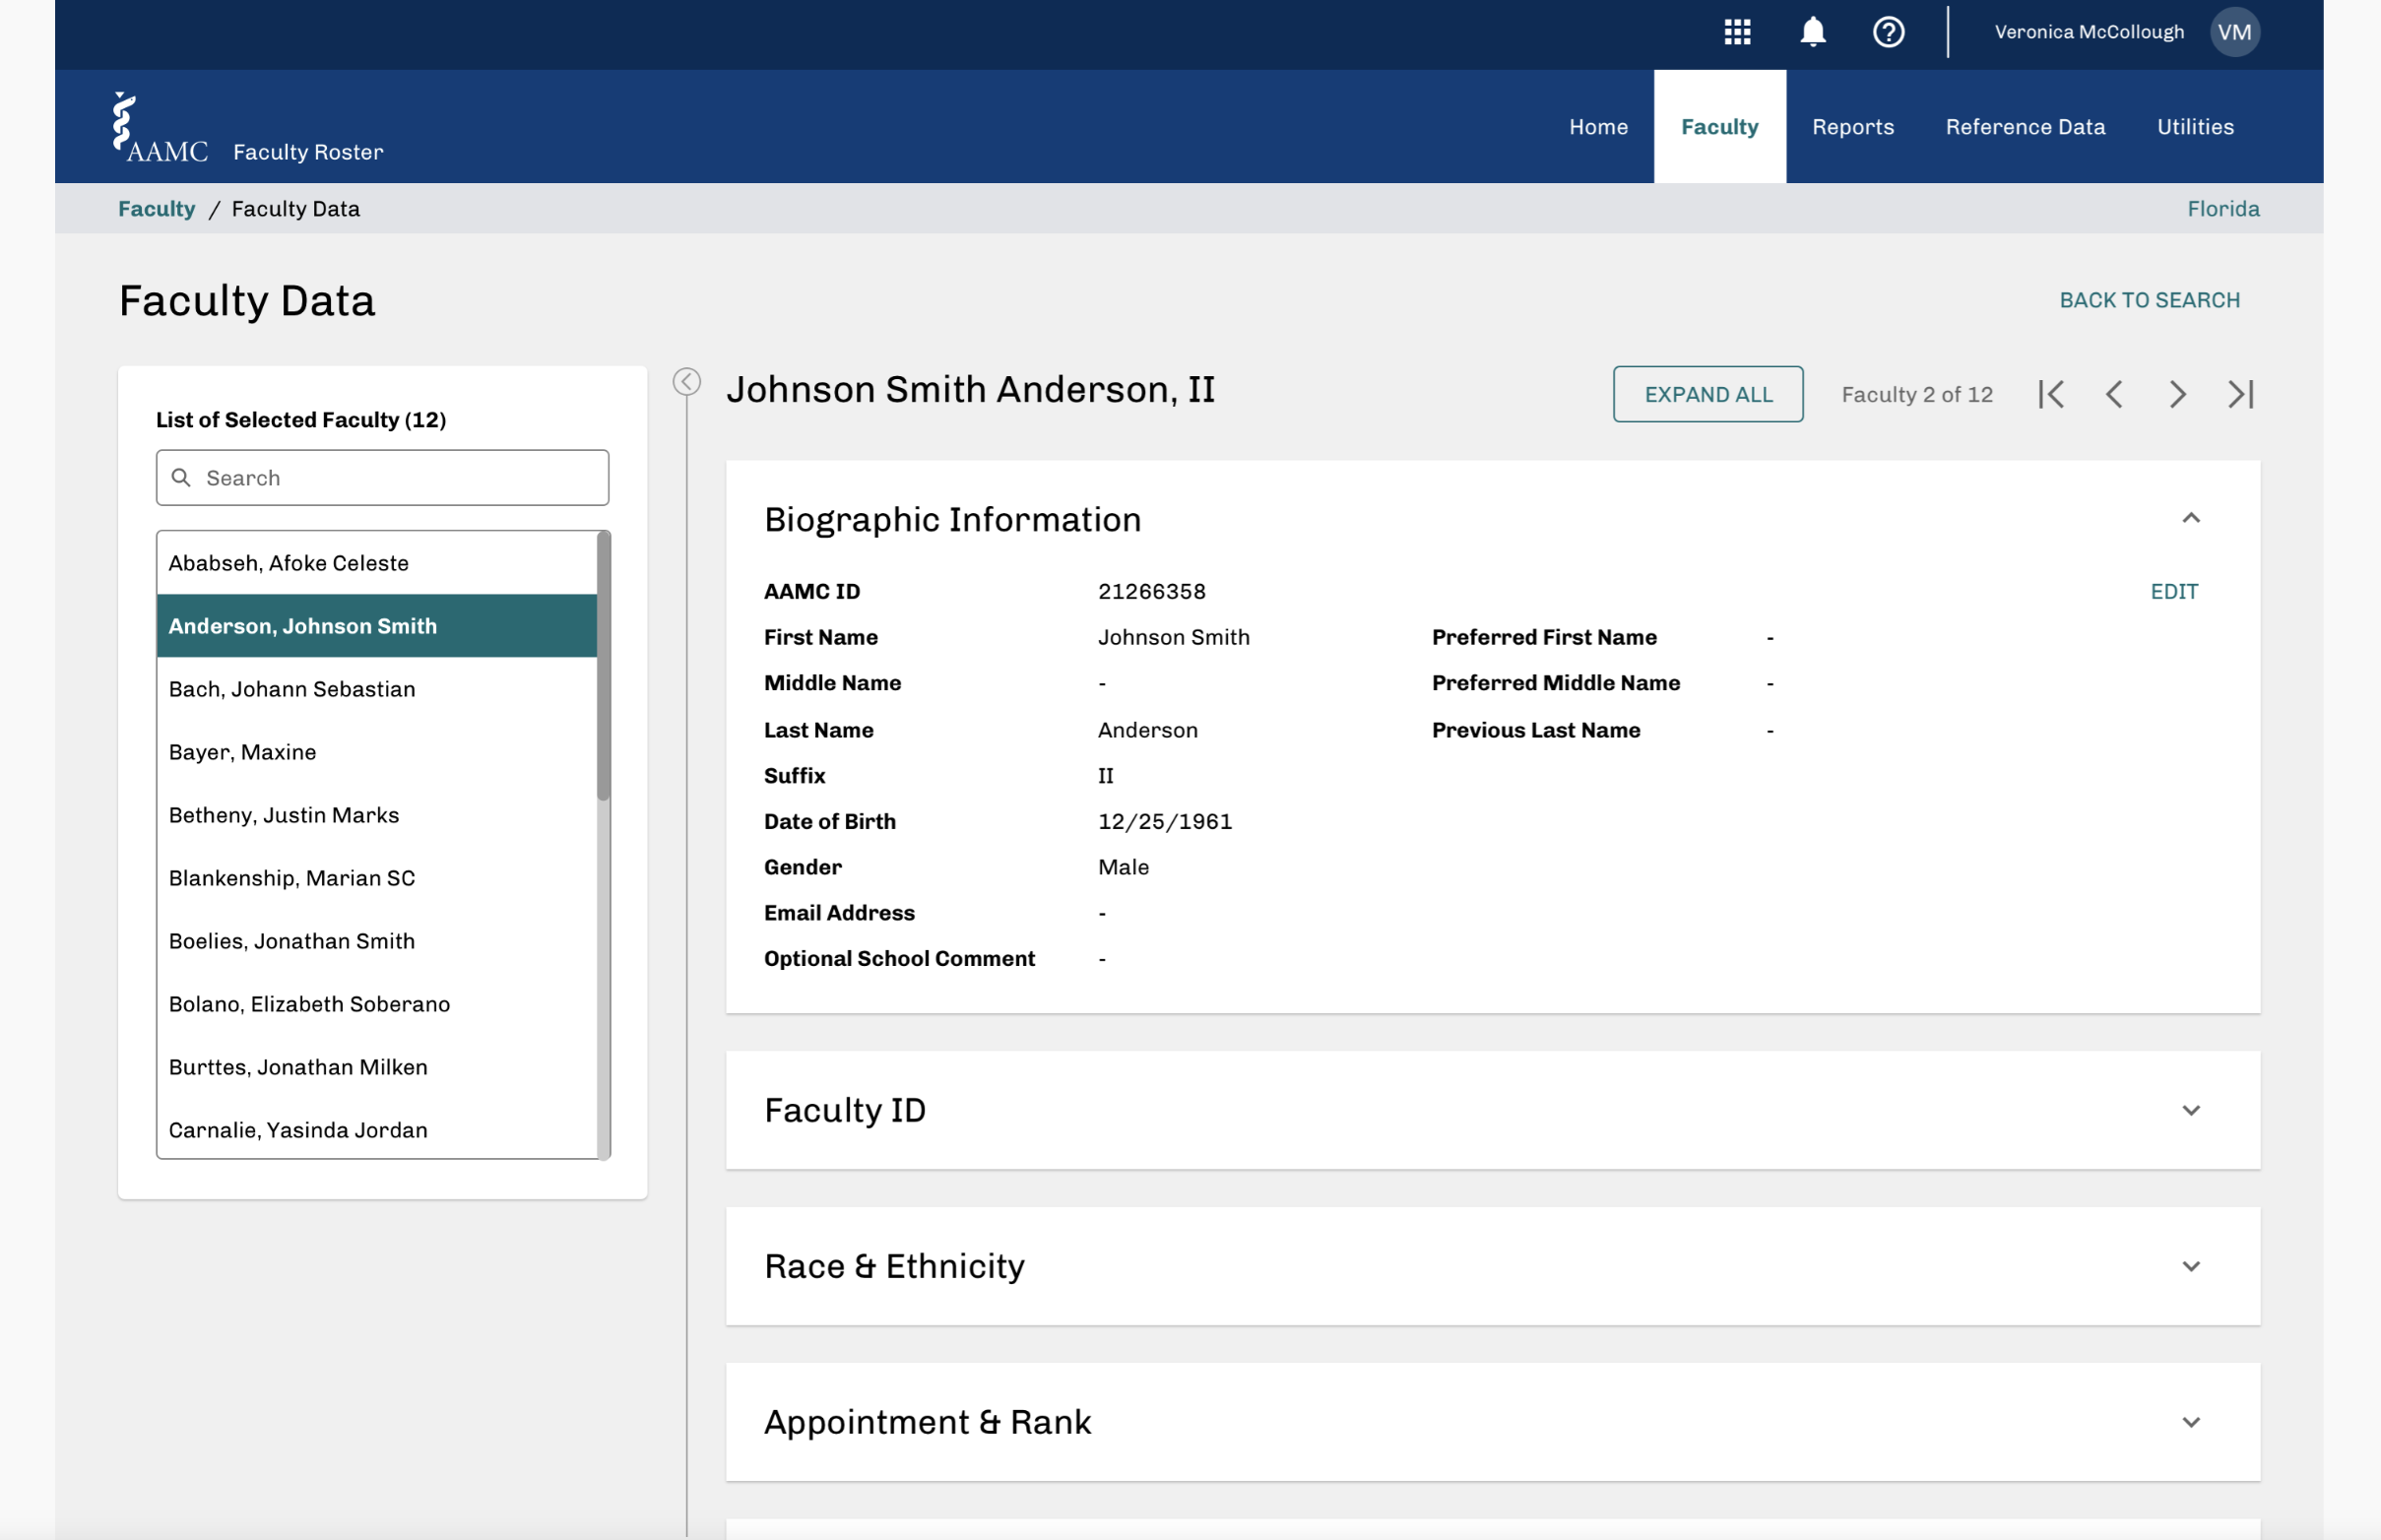 Veronica McCollough VM
AAMC Faculty Roster
Home Faculty Reports Reference Data Utilities
Faculty / Faculty Data Florida
Faculty Data BACK TO SEARCH
List of Selected Faculty (12)
Search
Ababseh, Afoke Celeste
Anderson, Johnson Smith
Bach, Johann Sebastian
Bayer, Maxine
Betheny, Justin Marks
Blankenship, Marian SC
Boelies, Jonathan Smith
Bolano, Elizabeth Soberano
Burttes, Jonathan Milken
Carnalie, Yasinda Jordan
Johnson Smith Anderson, II EXPAND ALL Faculty 2 of 12
Biographic Information
AAMC ID 21266358 EDIT
First Name Johnson Smith Preferred First Name -
Middle Name - Preferred Middle Name -
Last Name Anderson Previous Last Name -
Suffix II
Date of Birth 12/25/1961
Gender Male
Email Address -
Optional School Comment -
Faculty ID
Race & Ethnicity
Appointment & Rank